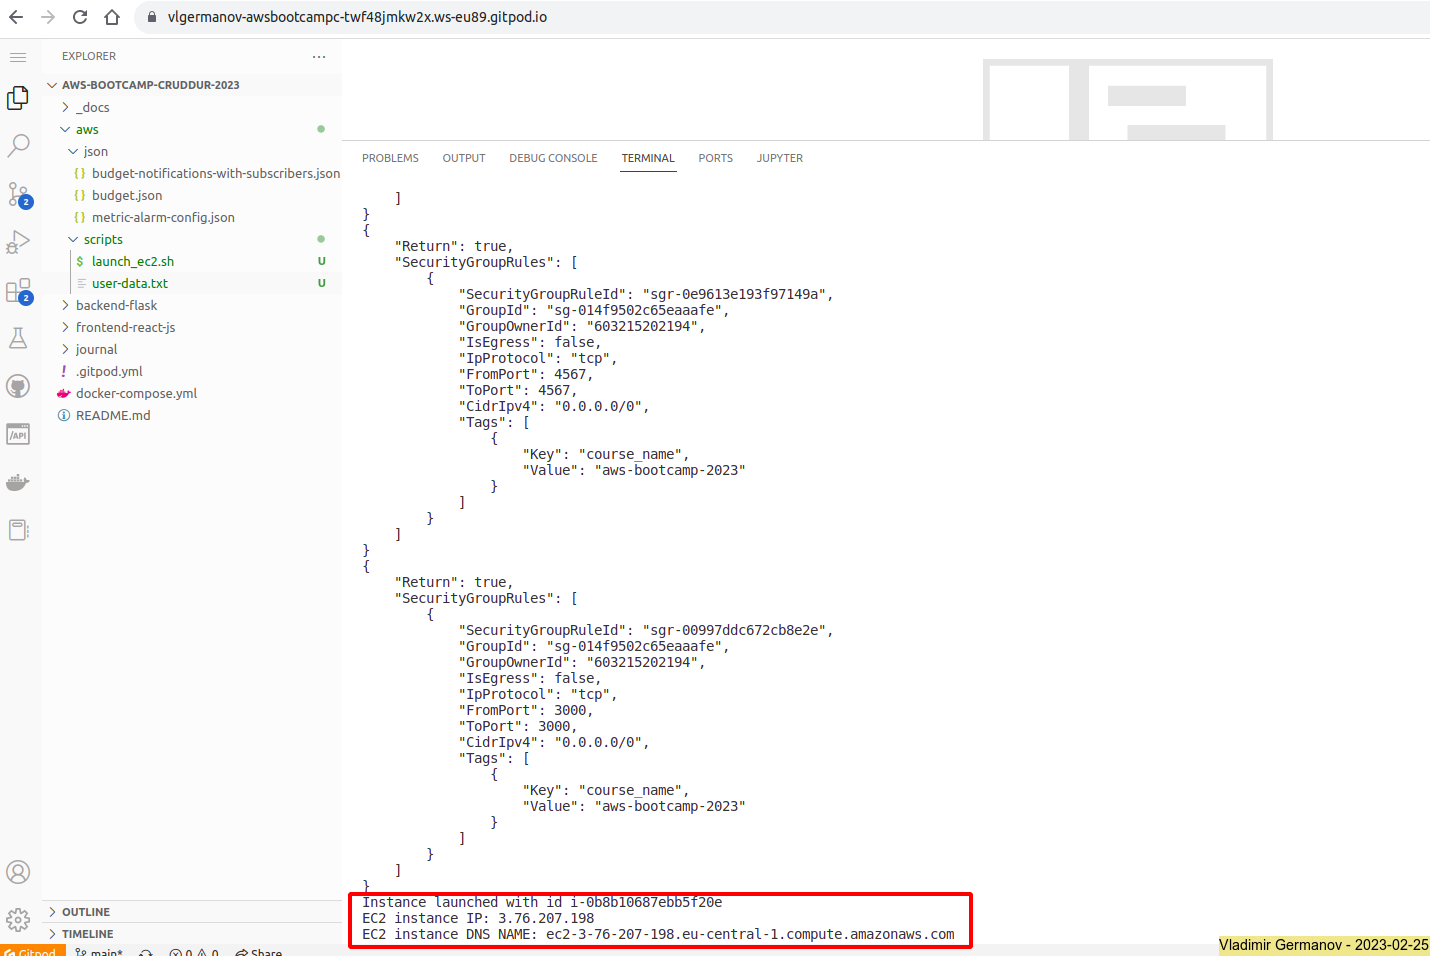 vlgermanov-awsbootcampc-twf48jmkw2x.ws-eu89.gitpod.io
EXPLORER
AWS-BOOTCAMP-CRUDDUR-2023
_docs
aws
json
{} budget-notifications-with-subscribers.json
{} budget.json
{} metric-alarm-config.json
scripts
$ launch_ec2.sh U
user-data.txt U
backend-flask
frontend-react-js
journal
! .gitpod.yml
docker-compose.yml
README.md
2
2
/API
OUTLINE
TIMELINE
Gitpod main* 0 0 Share
PROBLEMS OUTPUT DEBUG CONSOLE TERMINAL PORTS JUPYTER
]
}
{
"Return": true,
"SecurityGroupRules": [
{
"SecurityGroupRuleId": "sgr-0e9613e193f97149a",
"GroupId": "sg-014f9502c65eaaafe",
"GroupOwnerId": "603215202194",
"IsEgress": false,
"IpProtocol": "tcp",
"FromPort": 4567,
"ToPort": 4567,
"CidrIpv4": "0.0.0.0/0",
"Tags": [
{
"Key": "course_name",
"Value": "aws-bootcamp-2023"
}
]
}
]
}
{
"Return": true,
"SecurityGroupRules": [
{
"SecurityGroupRuleId": "sgr-00997ddc672cb8e2e",
"GroupId": "sg-014f9502c65eaaafe",
"GroupOwnerId": "603215202194",
"IsEgress": false,
"IpProtocol": "tcp",
"FromPort": 3000,
"ToPort": 3000,
"CidrIpv4": "0.0.0.0/0",
"Tags": [
{
"Key": "course_name",
"Value": "aws-bootcamp-2023"
}
]
}
]
}
Instance launched with id i-0b8b10687ebb5f20e
EC2 instance IP: 3.76.207.198
EC2 instance DNS NAME: ec2-3-76-207-198.eu-central-1.compute.amazonaws.com
Vladimir Germanov - 2023-02-25